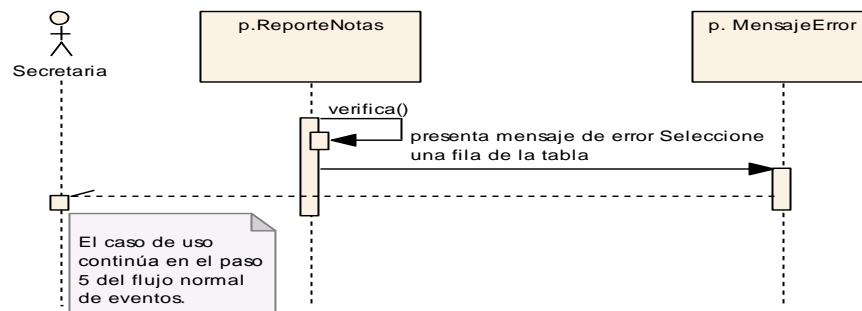 p.ReporteNotas
p. MensajeError
Secretaria
verifica()
presenta mensaje de error Seleccione
una fila de la tabla
El caso de uso
continúa en el paso
5 del flujo normal
de eventos.